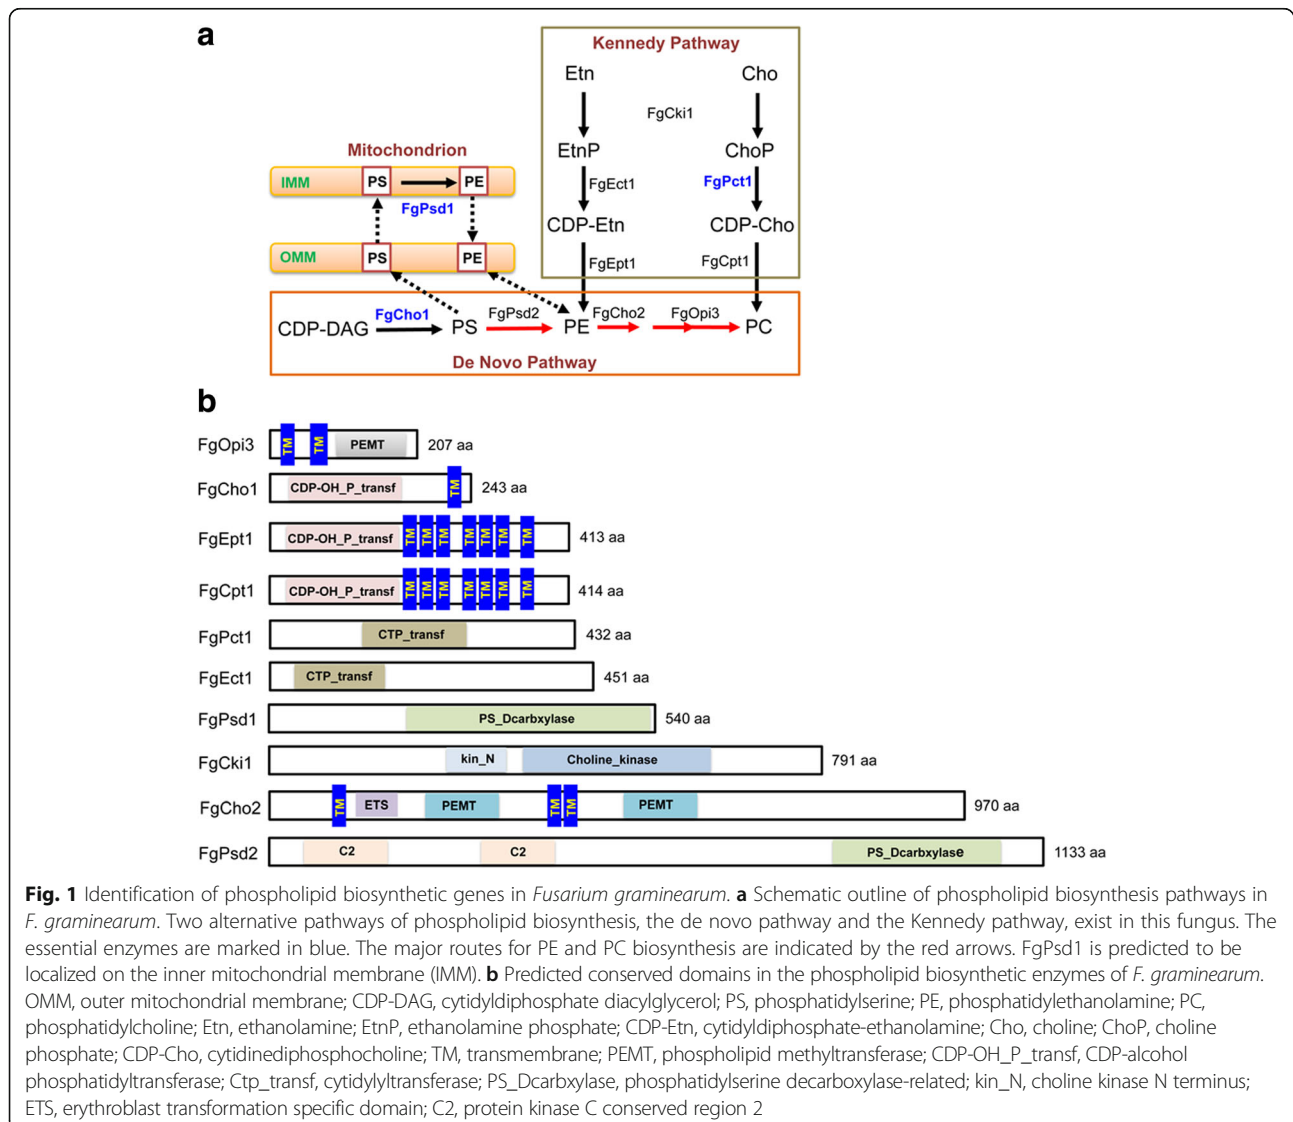 a
Kennedy Pathway
Etn Cho
FgCki1
Mitochondrion
EtnP ChoP
IMM PS PE
FgEct1 FgPct1
FgPsd1
CDP-Etn CDP-Cho
OMM PS PE
FgEpt1 FgCpt1
FgCho1 FgPsd2 FgCho2 FgOpi3
CDP-DAG PS PE PC
De Novo Pathway
b
FgOpi3 TM TM PEMT 207 aa
FgCho1 CDP-OH_P_transf TM 243 aa
FgEpt1 CDP-OH_P_transf TM TM TM TM TM TM TM 413 aa
FgCpt1 CDP-OH_P_transf TM TM TM TM TM TM TM 414 aa
FgPct1 CTP_transf 432 aa
FgEct1 CTP_transf 451 aa
FgPsd1 PS_Dcarbxylase 540 aa
FgCki1 kin_N Choline_kinase 791 aa
FgCho2 TM ETS PEMT TM TM PEMT 970 aa
FgPsd2 C2 C2 PS_Dcarbxylase 1133 aa
Fig. 1 Identification of phospholipid biosynthetic genes in Fusarium graminearum. a Schematic outline of phospholipid biosynthesis pathways in
F. graminearum. Two alternative pathways of phospholipid biosynthesis, the de novo pathway and the Kennedy pathway, exist in this fungus. The
essential enzymes are marked in blue. The major routes for PE and PC biosynthesis are indicated by the red arrows. FgPsd1 is predicted to be
localized on the inner mitochondrial membrane (IMM). b Predicted conserved domains in the phospholipid biosynthetic enzymes of F. graminearum.
OMM, outer mitochondrial membrane; CDP-DAG, cytidyldiphosphate diacylglycerol; PS, phosphatidylserine; PE, phosphatidylethanolamine; PC,
phosphatidylcholine; Etn, ethanolamine; EtnP, ethanolamine phosphate; CDP-Etn, cytidyldiphosphate-ethanolamine; Cho, choline; ChoP, choline
phosphate; CDP-Cho, cytidinediphosphocholine; TM, transmembrane; PEMT, phospholipid methyltransferase; CDP-OH_P_transf, CDP-alcohol
phosphatidyltransferase; Ctp_transf, cytidylyltransferase; PS_Dcarbxylase, phosphatidylserine decarboxylase-related; kin_N, choline kinase N terminus;
ETS, erythroblast transformation specific domain; C2, protein kinase C conserved region 2